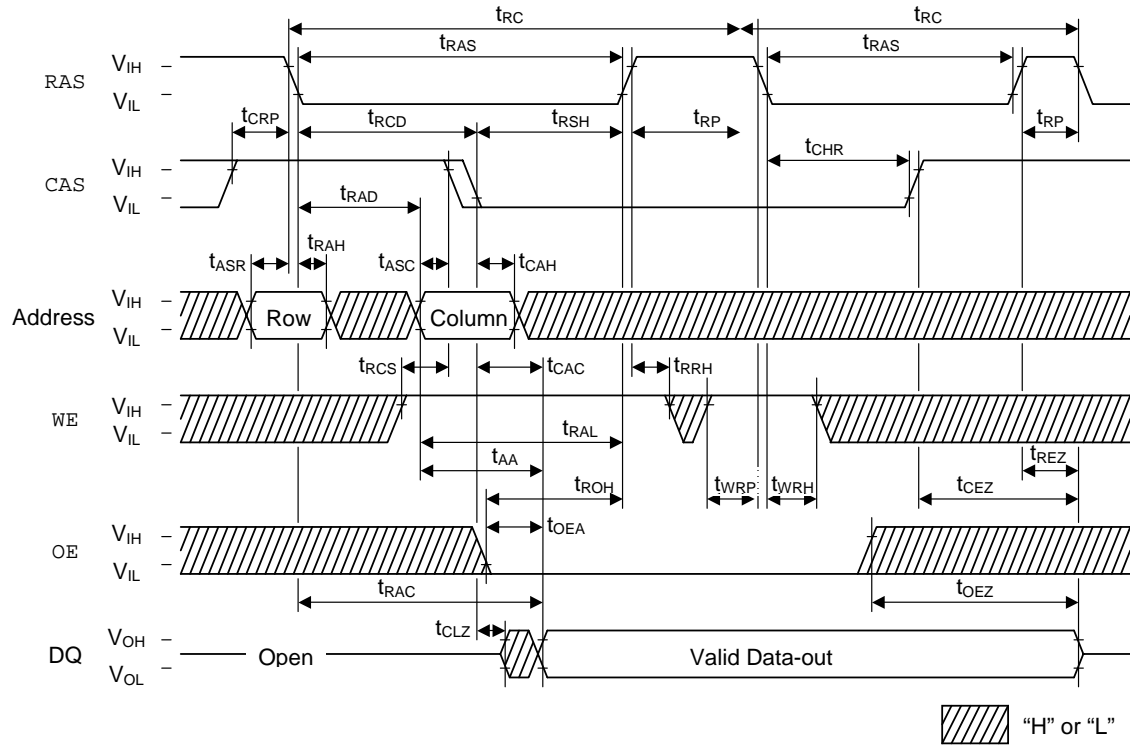 tRC tRC
tRAS tRAS
RAS VIH
VIL
tCRP tRCD tRSH tRP tRP
CAS VIH
VIL
tCHR
tRAD
tASR tRAH tASC tCAH
Address VIH
VIL
Row Column
tRCS tCAC tRRH
WE VIH
VIL
tRAL
tAA
tREZ
tROH tWRP tWRH tCEZ
tOEA
OE VIH
VIL
tRAC tOEZ
tCLZ
DQ VOH
VOL
Open Valid Data-out
“H” or “L”